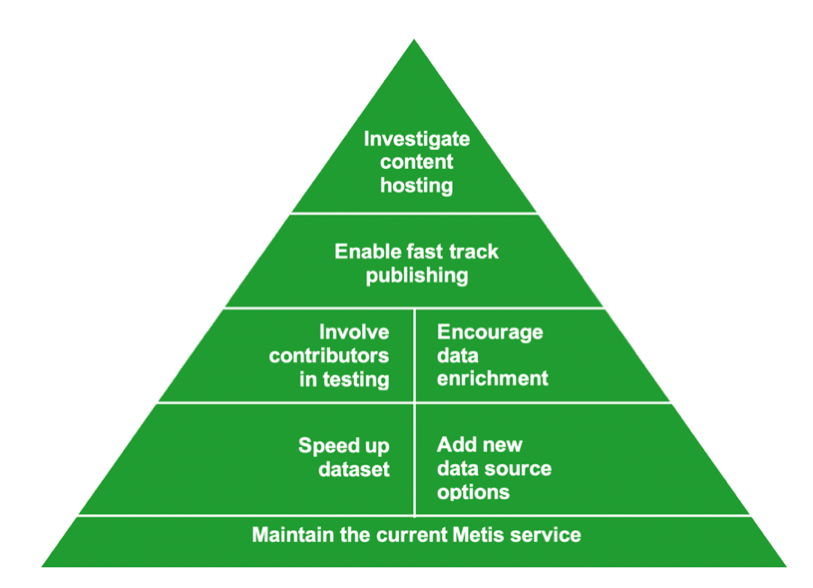 Investigate
content
hosting
Enable fast track
publishing
Involve
contributors
in testing
Encourage
data
enrichment
Speed up
dataset
Add new
data source
options
Maintain the current Metis service